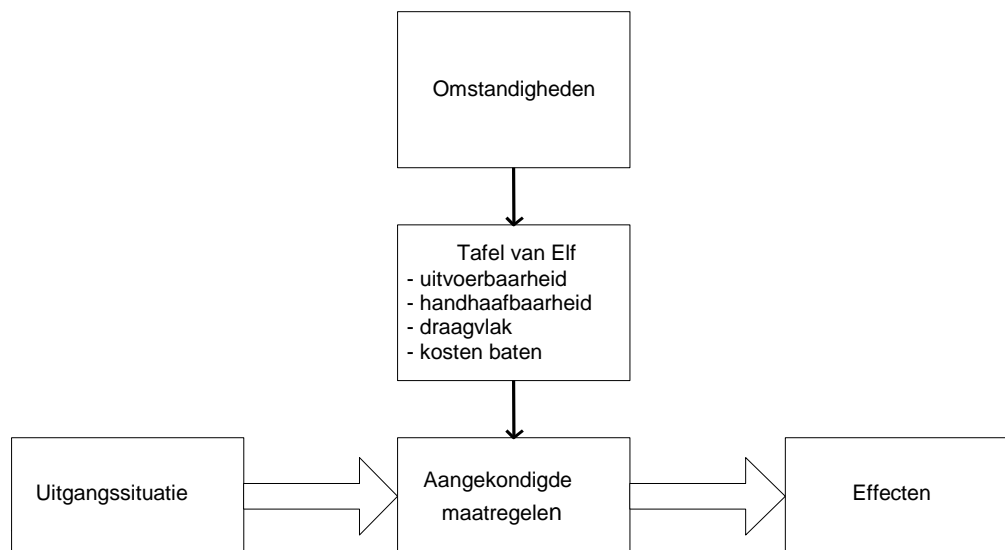 Omstandigheden
Tafel van Elf
- uitvoerbaarheid
- handhaafbaarheid
- draagvlak
- kosten baten
Uitgangssituatie
Aangekondigde
maatregelen
Effecten